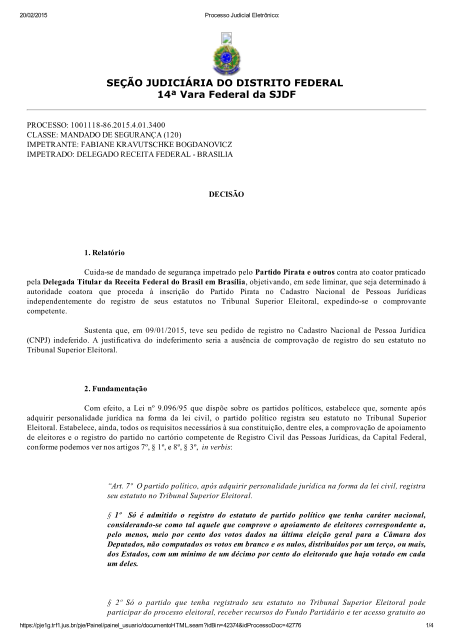 20/02/2015 Processo Judicial Eletrônico:
SEÇÃO JUDICIÁRIA DO DISTRITO FEDERAL
14ª Vara Federal da SJDF
PROCESSO: 1001118-86.2015.4.01.3400
CLASSE: MANDADO DE SEGURANÇA (120)
IMPETRANTE: FABIANE KRAVUTSCHKE BOGDANOVICZ
IMPETRADO: DELEGADO RECEITA FEDERAL - BRASILIA
DECISÃO
1. Relatório
Cuida-se de mandado de segurança impetrado pelo Partido Pirata e outros contra ato coator praticado
pela Delegada Titular da Receita Federal do Brasil em Brasília, objetivando, em sede liminar, que seja determinado à
autoridade coatora que proceda à inscrição do Partido Pirata no Cadastro Nacional de Pessoas Jurídicas
independentemente do registro de seus estatutos no Tribunal Superior Eleitoral, expedindo-se o comprovante
competente.
Sustenta que, em 09/01/2015, teve seu pedido de registro no Cadastro Nacional de Pessoa Jurídica
(CNPJ) indeferido. A justificativa do indeferimento seria a ausência de comprovação de registro do seu estatuto no
Tribunal Superior Eleitoral.
2. Fundamentação
Com efeito, a Lei nº 9.096/95 que dispõe sobre os partidos políticos, estabelece que, somente após
adquirir personalidade jurídica na forma da lei civil, o partido político registra seu estatuto no Tribunal Superior
Eleitoral. Estabelece, ainda, todos os requisitos necessários à sua constituição, dentre eles, a comprovação de apoiamento
de eleitores e o registro do partido no cartório competente de Registro Civil das Pessoas Jurídicas, da Capital Federal,
conforme podemos ver nos artigos 7º, § 1º, e 8º, § 3º, in verbis:
"Art. 7º O partido político, após adquirir personalidade jurídica na forma da lei civil, registra
seu estatuto no Tribunal Superior Eleitoral.
§ 1º Só é admitido o registro do estatuto de partido político que tenha caráter nacional,
considerando-se como tal aquele que comprove o apoiamento de eleitores correspondente a,
pelo menos, meio por cento dos votos dados na última eleição geral para a Câmara dos
Deputados, não computados os votos em branco e os nulos, distribuídos por um terço, ou mais,
dos Estados, com um mínimo de um décimo por cento do eleitorado que haja votado em cada
um deles.
§ 2º Só o partido que tenha registrado seu estatuto no Tribunal Superior Eleitoral pode
participar do processo eleitoral, receber recursos do Fundo Partidário e ter acesso gratuito ao
https://pje1g.trf1.jus.br/pje/Painel/painel_usuario/documentoHTML.seam?idBin=42374&idProcessoDoc=42776 1/4